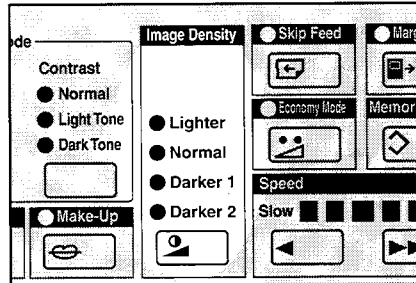 ode
Contrast
Normal
Light Tone
Dark Tone
Make-Up
Image Density
Lighter
Normal
Darker 1
Darker 2
Skip Feed
Marg
Economy Mode
Memor
Speed
Slow